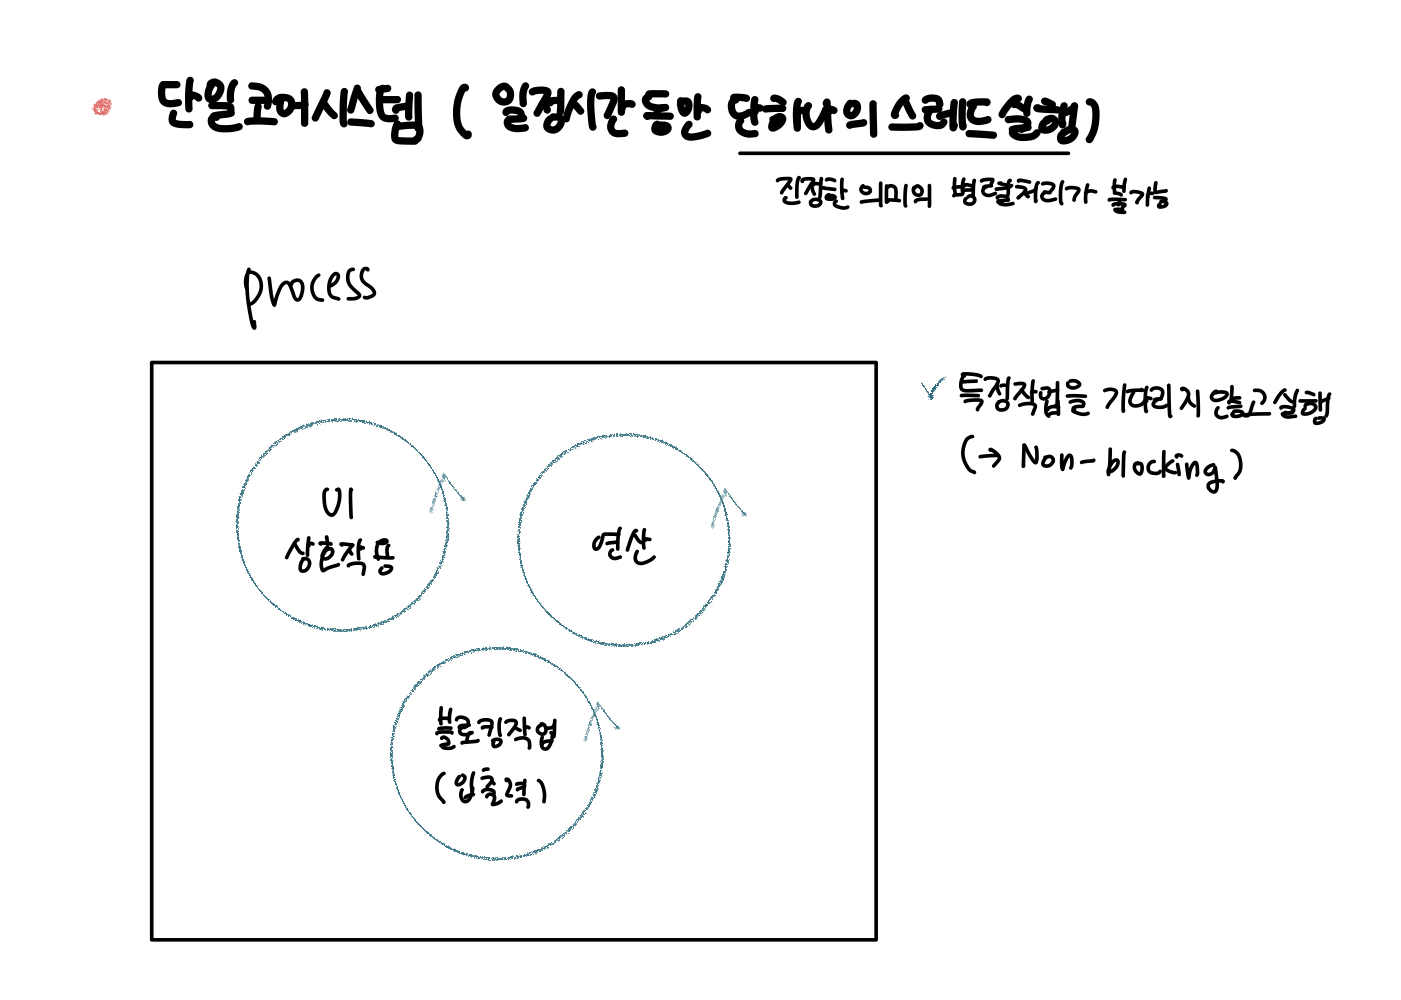 단일코어시스템 ( 일정시간 동안 단하나의 스레드 실행)
진정한 의미의 병렬처리가 불가능
process
특정작업을 기다리지 않고 실행
(→ Non-blocking)
UI
상호작용
연산
블로킹작업
(입출력)